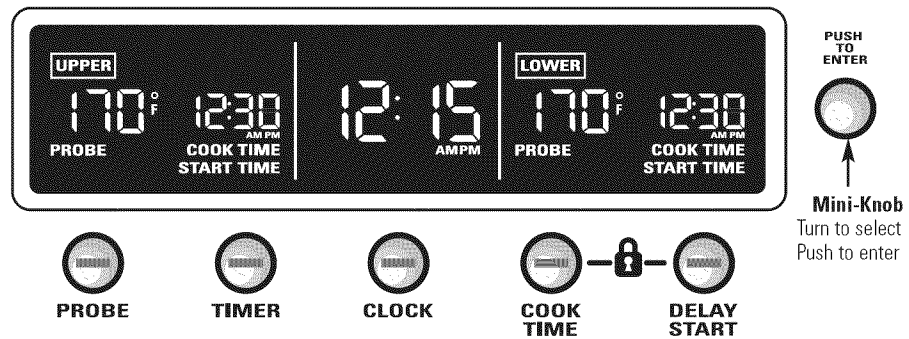 UPPER
170°F
12:30
AM PM
PROBE
COOK TIME
START TIME
12:15
AMPM
LOWER
170°F
12:30
AM PM
PROBE
COOK TIME
START TIME
PUSH
TO
ENTER
Mini-Knob
Turn to select
Push to enter
PROBE
TIMER
CLOCK
COOK
TIME
DELAY
START